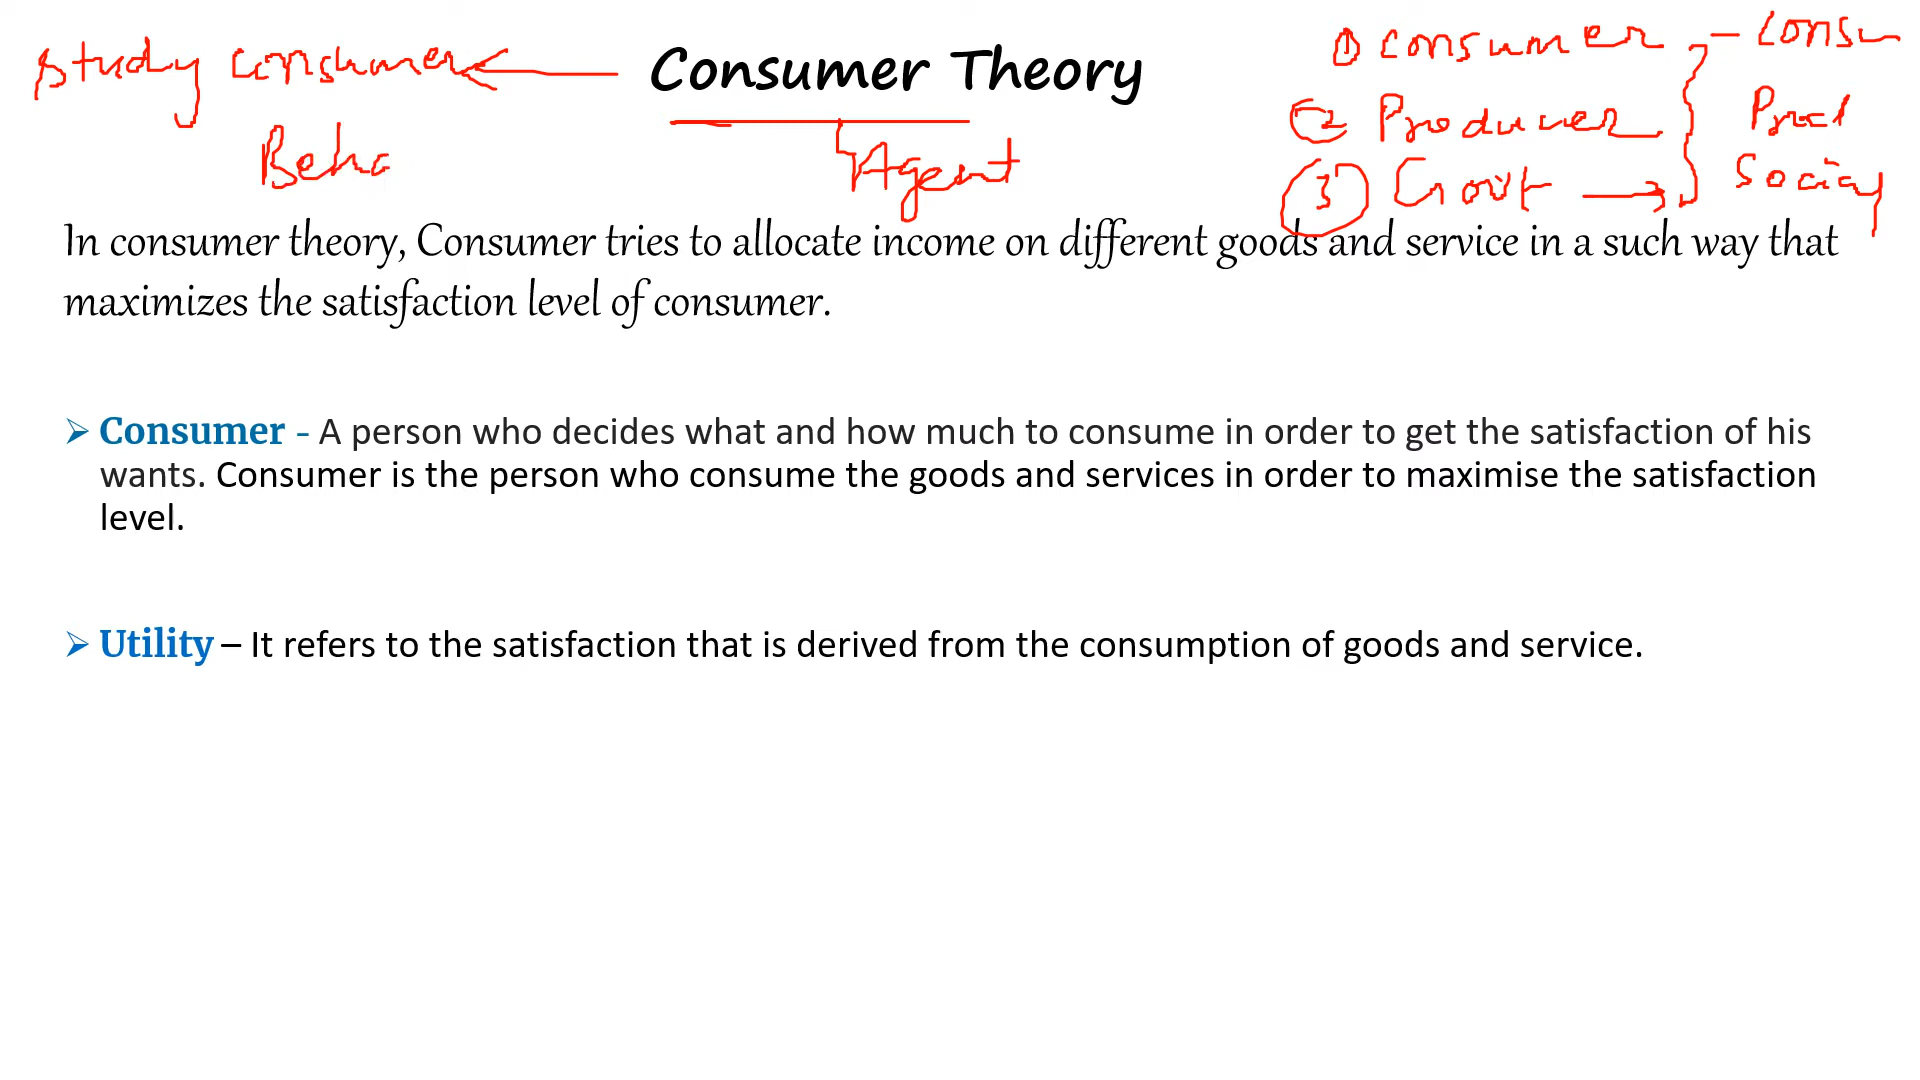 study consumer
Beha
Consumer Theory
Agent
① consumer - consu
② Producer
③ Govt → Society
In consumer theory, Consumer tries to allocate income on different goods and service in a such way that
maximizes the satisfaction level of consumer.
➢ Consumer - A person who decides what and how much to consume in order to get the satisfaction of his
wants. Consumer is the person who consume the goods and services in order to maximise the satisfaction
level.
➢ Utility – It refers to the satisfaction that is derived from the consumption of goods and service.